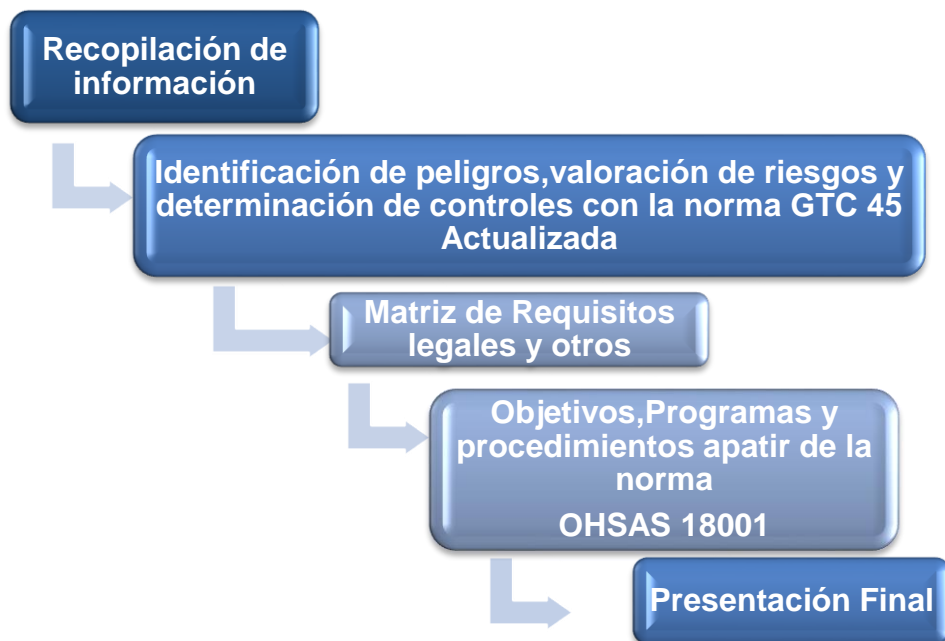 Recopilación de
información
Identificación de peligros,valoración de riesgos y
determinación de controles con la norma GTC 45
Actualizada
Matriz de Requisitos
legales y otros
Objetivos,Programas y
procedimientos apatir de la
norma
OHSAS 18001
Presentación Final